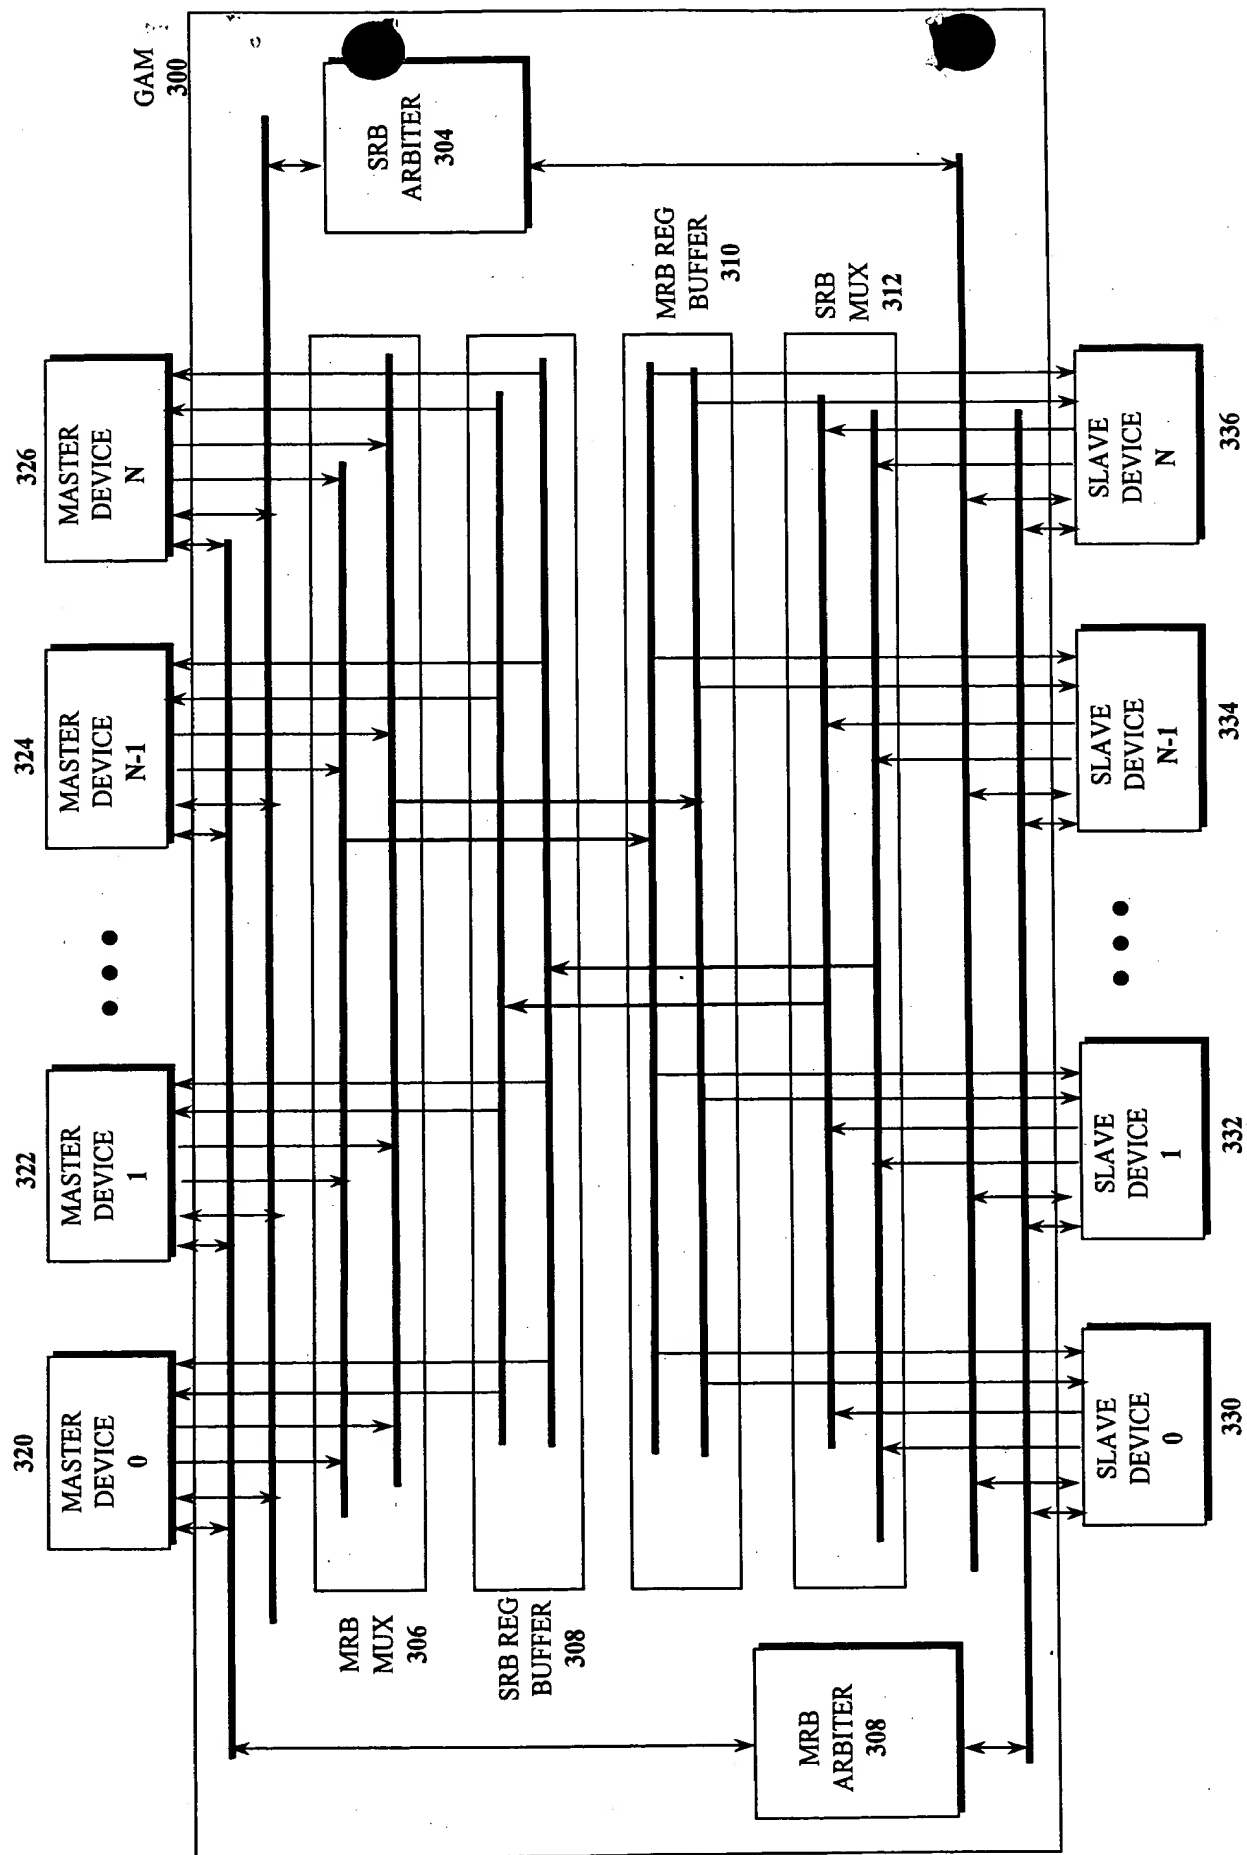 GAM
300
326
MASTER
DEVICE
N
324
MASTER
DEVICE
N-1
322
MASTER
DEVICE
1
320
MASTER
DEVICE
0
SRB
ARBITER
304
MRB REG
BUFFER
310
SRB
MUX
312
MRB
MUX
306
SRB REG
BUFFER
308
MRB
ARBITER
308
SLAVE
DEVICE
N
336
SLAVE
DEVICE
N-1
334
SLAVE
DEVICE
1
332
SLAVE
DEVICE
0
330